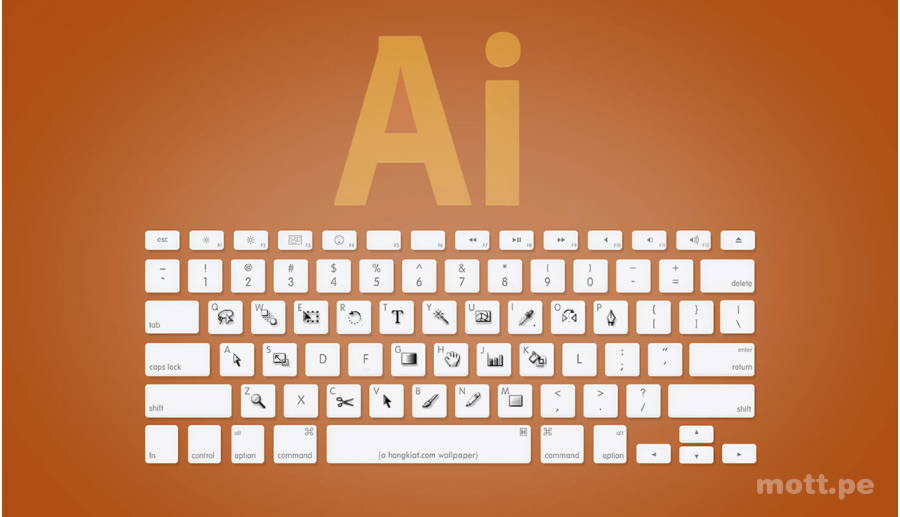 Ai
esc F1 F2 F3 F4 F5 F6 F7 F8 F9 F10 F11 F12
~ ! @ # $ % ^ & * ( ) – +
` 1 2 3 4 5 6 7 8 9 0 - = delete
Q W E R T Y U I O P { } |
tab T [ ] \
A S D F G H J K L : “ enter
caps lock ; ‘ return
Z X C V B N M < > ?
shift , . / shift
alt ⌘ ⌘ alt
fn control option command (a hongkiat.com wallpaper) command option
mott.pe